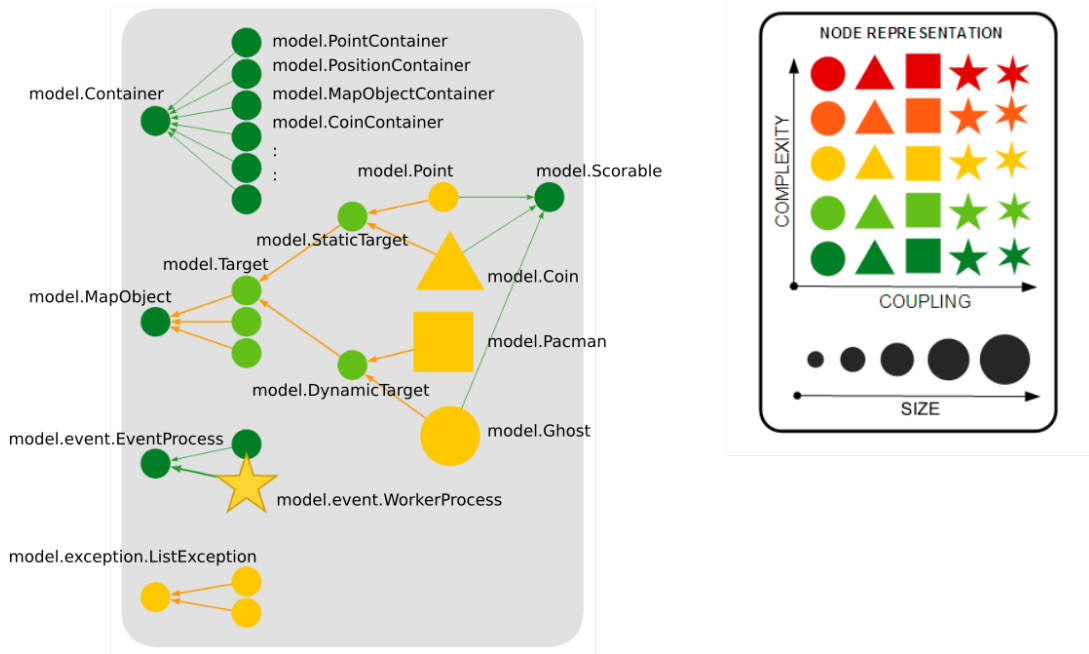 model.PointContainer
model.PositionContainer
model.Container
model.MapObjectContainer
model.CoinContainer
:
:
model.Point
model.Scorable
model.StaticTarget
model.Target
model.Coin
model.MapObject
model.Pacman
model.DynamicTarget
model.Ghost
model.event.EventProcess
model.event.WorkerProcess
model.exception.ListException
NODE REPRESENTATION
COMPLEXITY
COUPLING
SIZE